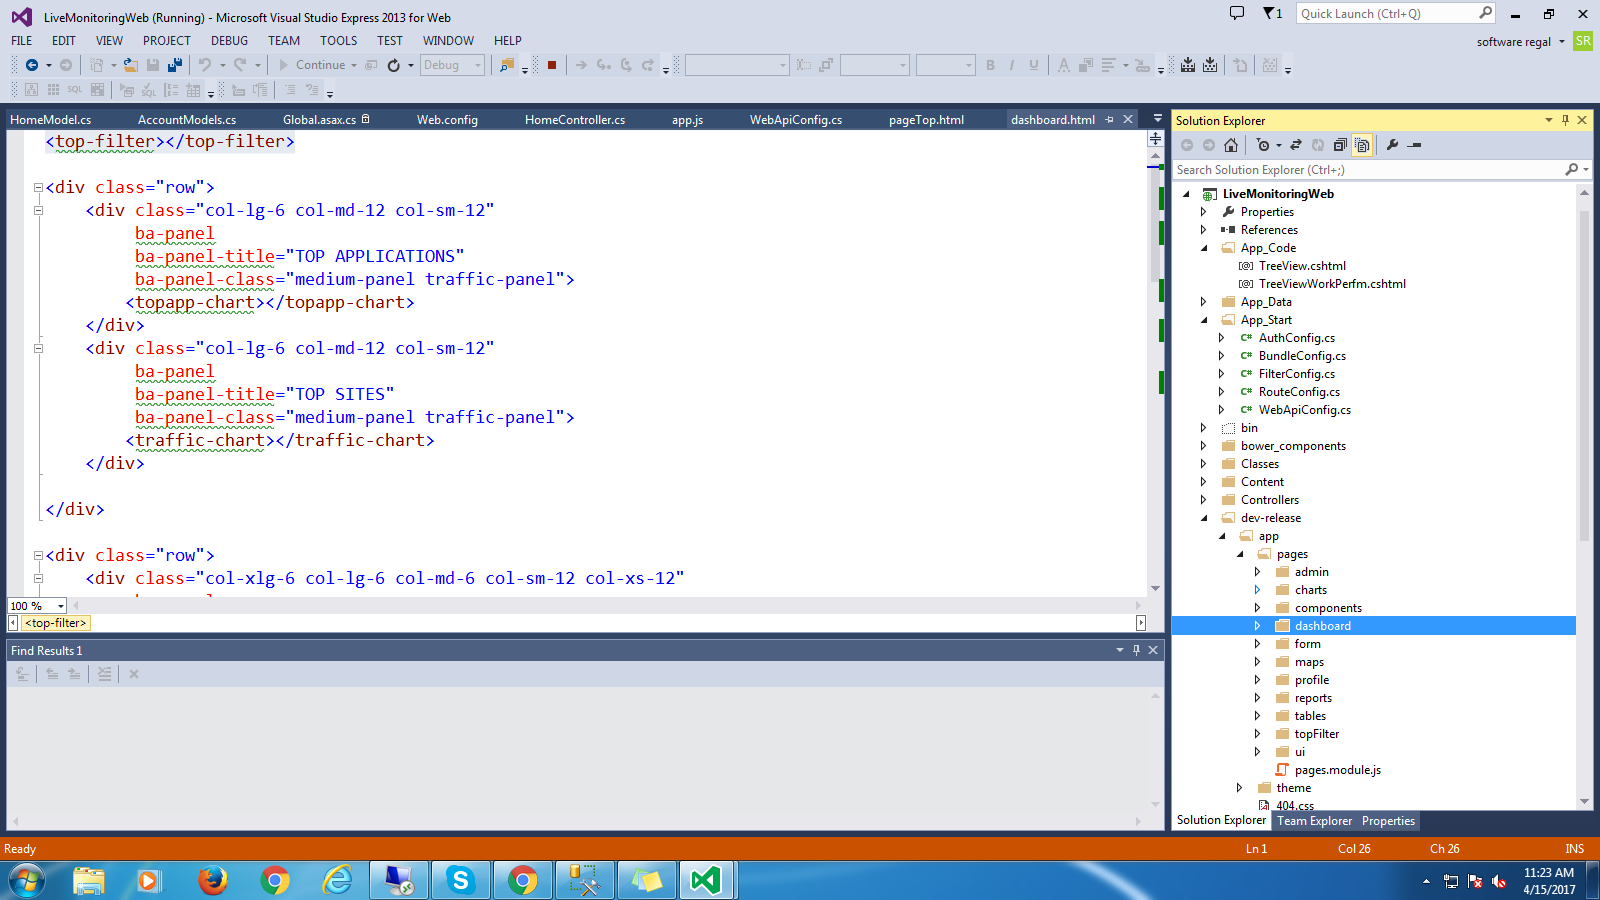 LiveMonitoringWeb (Running) - Microsoft Visual Studio Express 2013 for Web
1
Quick Launch (Ctrl+Q)
FILE EDIT VIEW PROJECT DEBUG TEAM TOOLS TEST WINDOW HELP
software regal SR
Continue Debug
SQL SQL
HomeModel.cs AccountModels.cs Global.asax.cs Web.config HomeController.cs app.js WebApiConfig.cs pageTop.html dashboard.html
<top-filter></top-filter>
<div class="row">
<div class="col-lg-6 col-md-12 col-sm-12"
ba-panel
ba-panel-title="TOP APPLICATIONS"
ba-panel-class="medium-panel traffic-panel">
<topapp-chart></topapp-chart>
</div>
<div class="col-lg-6 col-md-12 col-sm-12"
ba-panel
ba-panel-title="TOP SITES"
ba-panel-class="medium-panel traffic-panel">
<traffic-chart></traffic-chart>
</div>
</div>
<div class="row">
<div class="col-xlg-6 col-lg-6 col-md-6 col-sm-12 col-xs-12"
100 %
<top-filter>
Find Results 1
Solution Explorer
Search Solution Explorer (Ctrl+;)
LiveMonitoringWeb
Properties
References
App_Code
TreeView.cshtml
TreeViewWorkPerfm.cshtml
App_Data
App_Start
C# AuthConfig.cs
C# BundleConfig.cs
C# FilterConfig.cs
C# RouteConfig.cs
C# WebApiConfig.cs
bin
bower_components
Classes
Content
Controllers
dev-release
app
pages
admin
charts
components
dashboard
form
maps
profile
reports
tables
topFilter
ui
pages.module.js
theme
404.css
Solution Explorer Team Explorer Properties
Ready Ln 1 Col 26 Ch 26 INS
11:23 AM
4/15/2017